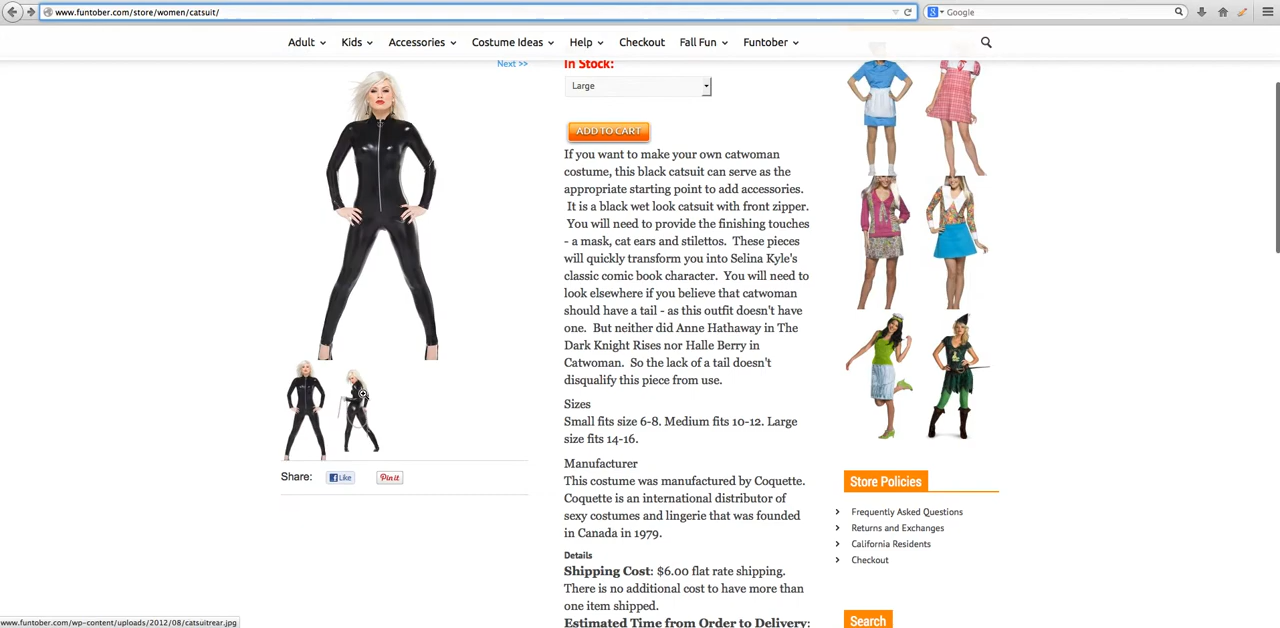 www.funtober.com/store/women/catsuit/
Google
Adult Kids Accessories Costume Ideas Help Checkout Fall Fun Funtober
Next >>
In Stock:
Large
ADD TO CART
If you want to make your own catwoman
costume, this black catsuit can serve as the
appropriate starting point to add accessories.
It is a black wet look catsuit with front zipper.
You will need to provide the finishing touches
- a mask, cat ears and stilettos.  These pieces
will quickly transform you into Selina Kyle's
classic comic book character.  You will need to
look elsewhere if you believe that catwoman
should have a tail - as this outfit doesn't have
one.  But neither did Anne Hathaway in The
Dark Knight Rises nor Halle Berry in
Catwoman.  So the lack of a tail doesn't
disqualify this piece from use.
Sizes
Small fits size 6-8. Medium fits 10-12. Large
size fits 14-16.
Manufacturer
This costume was manufactured by Coquette.
Coquette is an international distributor of
sexy costumes and lingerie that was founded
in Canada in 1979.
Details
Shipping Cost: $6.00 flat rate shipping.
There is no additional cost to have more than
one item shipped.
Estimated Time from Order to Delivery:
Share: Like Pin it
Store Policies
Frequently Asked Questions
Returns and Exchanges
California Residents
Checkout
Search
www.funtober.com/wp-content/uploads/2012/08/catsuitrear.jpg